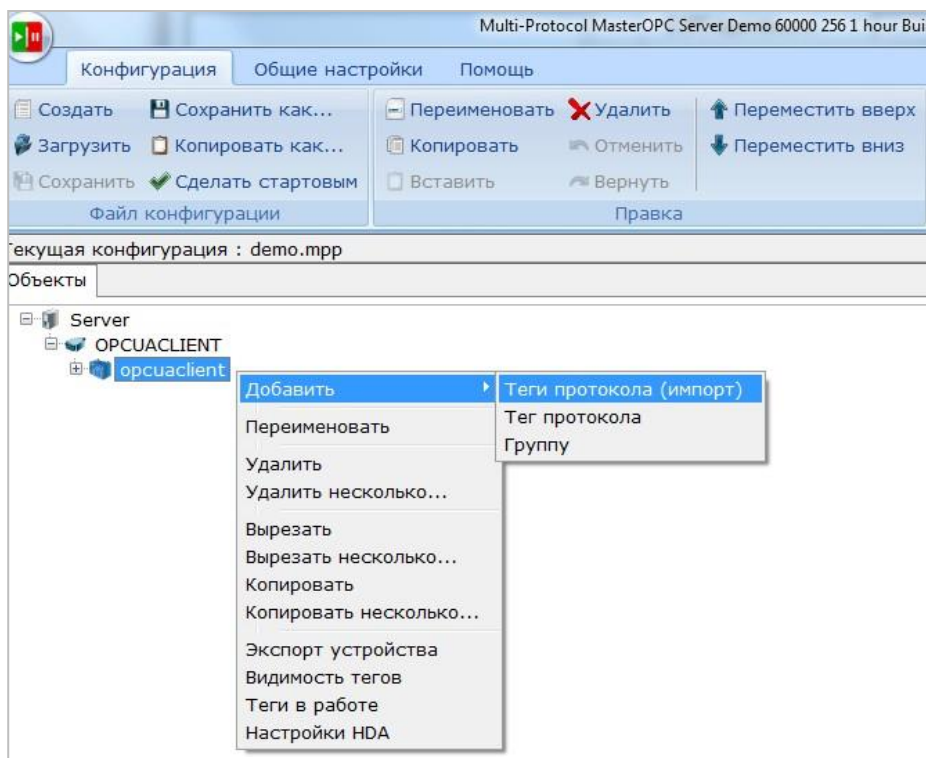 Multi-Protocol MasterOPC Server Demo 60000 256 1 hour Bui
Конфигурация Общие настройки Помощь
Создать Сохранить как... Переименовать Удалить Переместить вверх
Загрузить Копировать как... Копировать Отменить Переместить вниз
Сохранить Сделать стартовым Вставить Вернуть
Файл конфигурации Правка
Текущая конфигурация : demo.mpp
Объекты
Server
OPCUACLIENT
opcuaclient
Добавить Теги протокола (импорт)
Тег протокола
Группу
Переименовать
Удалить
Удалить несколько...
Вырезать
Вырезать несколько...
Копировать
Копировать несколько...
Экспорт устройства
Видимость тегов
Теги в работе
Настройки HDA